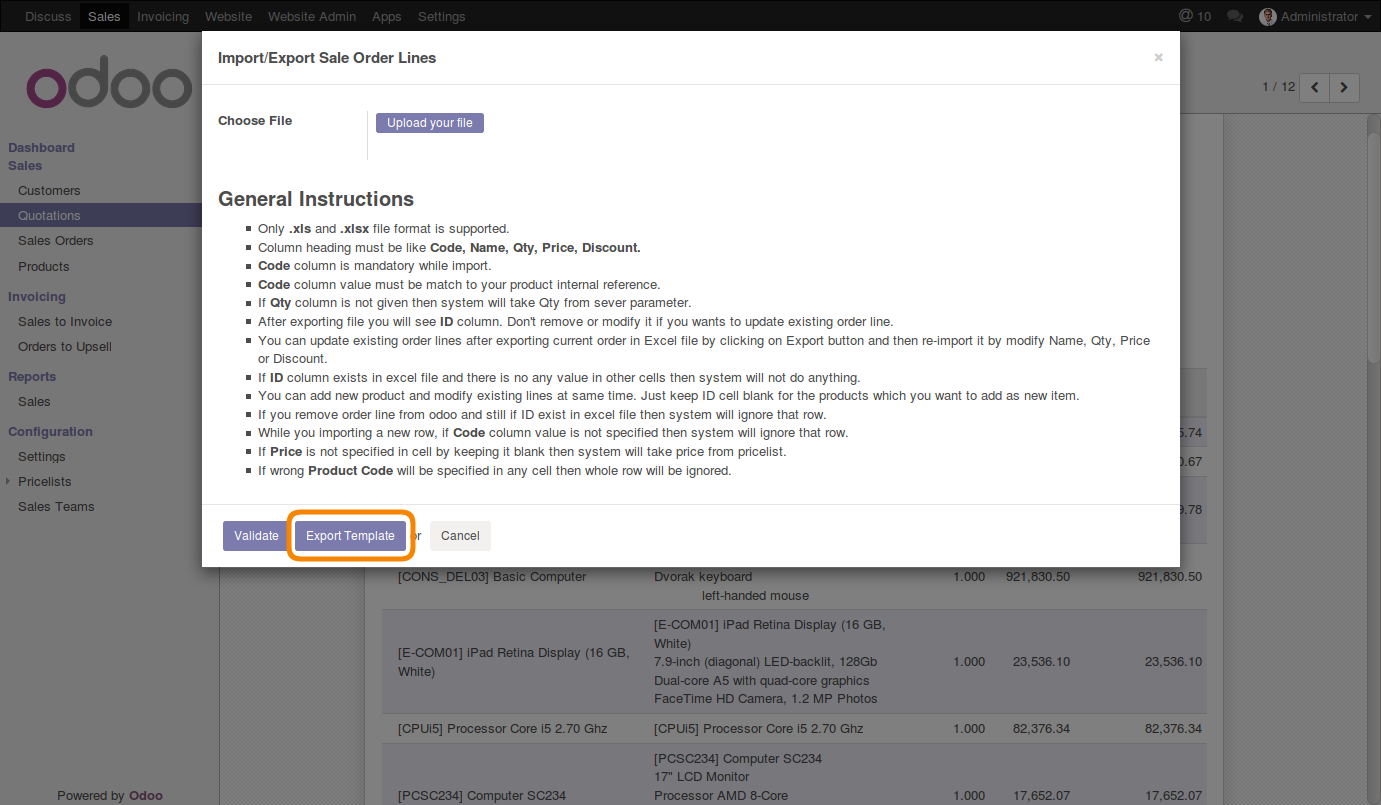 Discuss Sales Invoicing Website Website Admin Apps Settings @ 10 Administrator
odoo
Import/Export Sale Order Lines ×
1 / 12
Choose File Upload your file
Dashboard
Sales
Customers
Quotations
Sales Orders
Products
Invoicing
Sales to Invoice
Orders to Upsell
Reports
Sales
Configuration
Settings
Pricelists
Sales Teams
Powered by Odoo
General Instructions
Only .xls and .xlsx file format is supported.
Column heading must be like Code, Name, Qty, Price, Discount.
Code column is mandatory while import.
Code column value must be match to your product internal reference.
If Qty column is not given then system will take Qty from sever parameter.
After exporting file you will see ID column. Don't remove or modify it if you wants to update existing order line.
You can update existing order lines after exporting current order in Excel file by clicking on Export button and then re-import it by modify Name, Qty, Price
or Discount.
If ID column exists in excel file and there is no any value in other cells then system will not do anything.
You can add new product and modify existing lines at same time. Just keep ID cell blank for the products which you want to add as new item.
If you remove order line from odoo and still if ID exist in excel file then system will ignore that row.
While you importing a new row, if Code column value is not specified then system will ignore that row.
If Price is not specified in cell by keeping it blank then system will take price from pricelist.
If wrong Product Code will be specified in any cell then whole row will be ignored.
Validate Export Template or Cancel
.74
.67
.78
[CONS_DEL03] Basic Computer Dvorak keyboard 1.000 921,830.50 921,830.50
left-handed mouse
[E-COM01] iPad Retina Display (16 GB,
White)
[E-COM01] iPad Retina Display (16 GB,
White)
7.9-inch (diagonal) LED-backlit, 128Gb
Dual-core A5 with quad-core graphics
FaceTime HD Camera, 1.2 MP Photos
1.000 23,536.10 23,536.10
[CPUi5] Processor Core i5 2.70 Ghz [CPUi5] Processor Core i5 2.70 Ghz 1.000 82,376.34 82,376.34
[PCSC234] Computer SC234
[PCSC234] Computer SC234
17" LCD Monitor
Processor AMD 8-Core
1.000 17,652.07 17,652.07